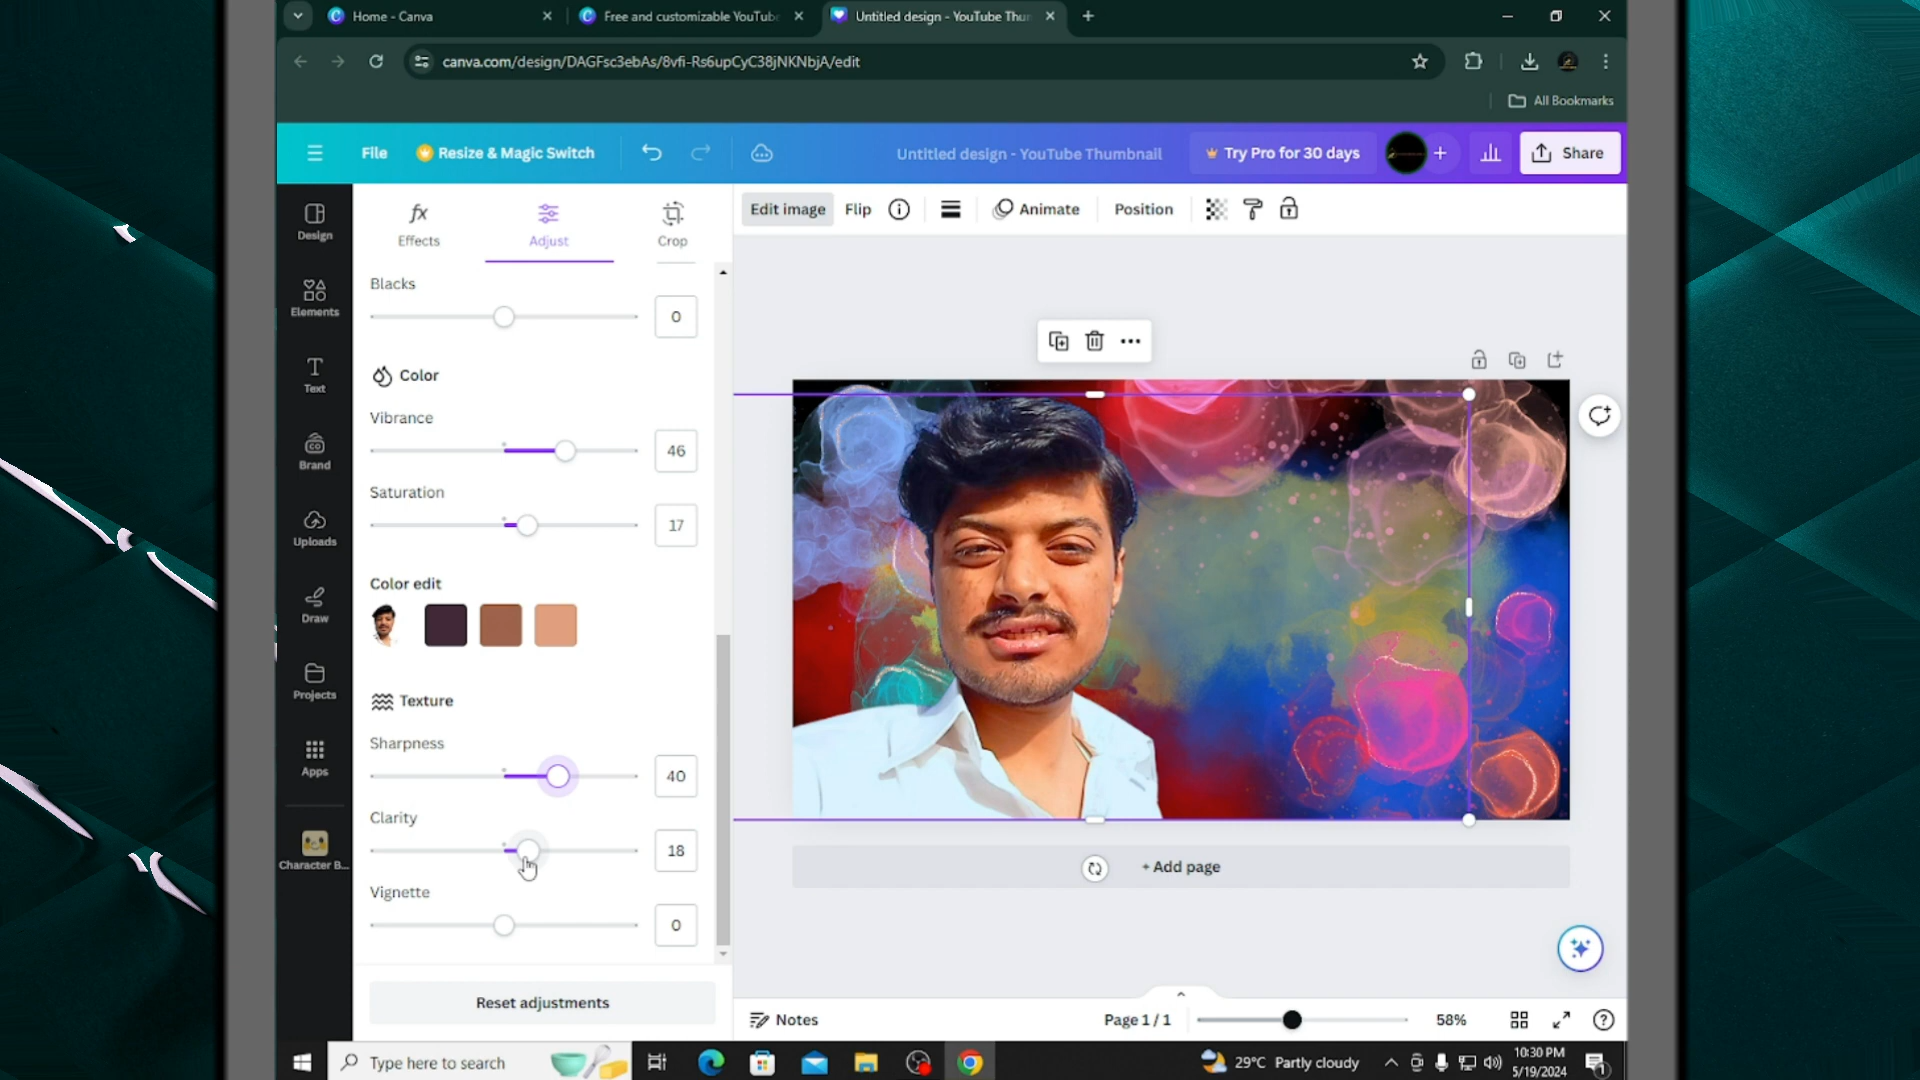 Home - Canva
Free and customizable YouTub
Untitled design - YouTube Thun
canva.com/design/DAGFsc3ebAs/8vfi-Rs6upCyC38jNKNbjA/edit
All Bookmarks
File
Resize & Magic Switch
Untitled design - YouTube Thumbnail
Try Pro for 30 days
Share
Design
Elements
Text
Brand
Uploads
Draw
Projects
Apps
Character B...
Effects
Adjust
Crop
Edit image
Flip
Animate
Position
Blacks
0
Color
Vibrance
46
Saturation
17
Color edit
Texture
Sharpness
40
Clarity
18
Vignette
0
Reset adjustments
+ Add page
Notes
Page 1 / 1
58%
Type here to search
29°C Partly cloudy
10:30 PM
5/19/2024
1